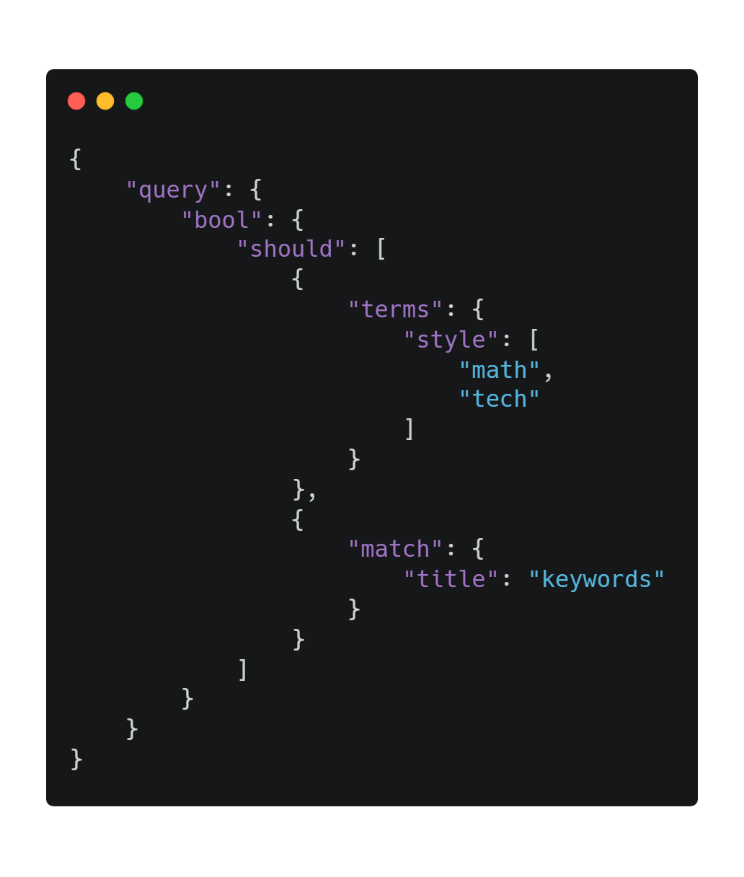 {
    "query": {
        "bool": {
            "should": [
                {
                    "terms": {
                        "style": [
                            "math",
                            "tech"
                        ]
                    }
                },
                {
                    "match": {
                        "title": "keywords"
                    }
                }
            ]
        }
    }
}